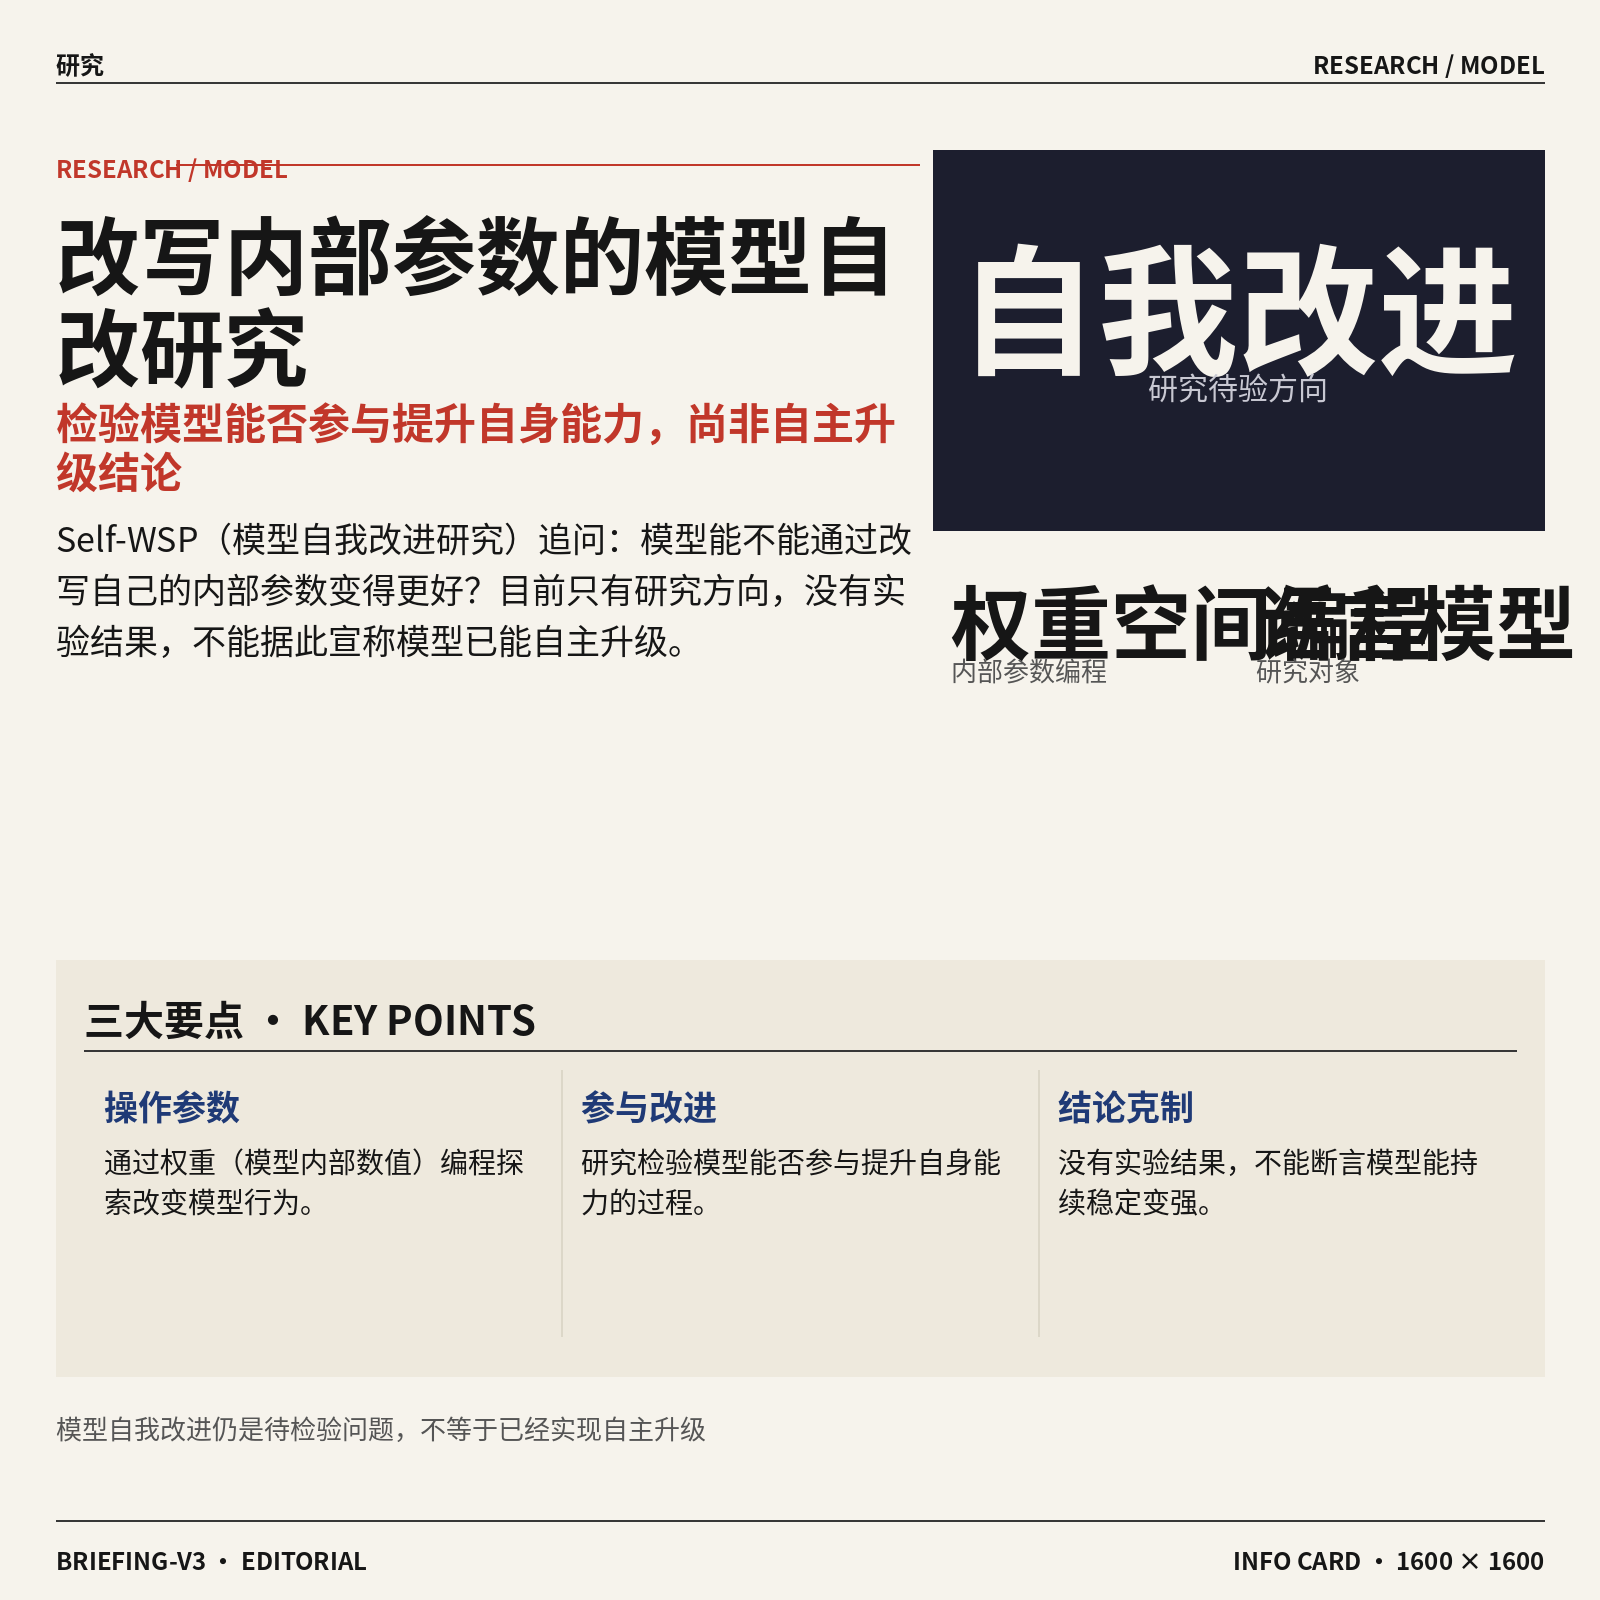 研究
RESEARCH / MODEL
RESEARCH / MODEL
改写内部参数的模型自
改研究
检验模型能否参与提升自身能力，尚非自主升
级结论
Self-WSP（模型自我改进研究）追问：模型能不能通过改
写自己的内部参数变得更好？目前只有研究方向，没有实
验结果，不能据此宣称模型已能自主升级。
自我改进
研究待验方向
权重空间编程
模型
内部参数编程
研究对象
三大要点 · KEY POINTS
操作参数
通过权重（模型内部数值）编程探
索改变模型行为。
参与改进
研究检验模型能否参与提升自身能
力的过程。
结论克制
没有实验结果，不能断言模型能持
续稳定变强。
模型自我改进仍是待检验问题，不等于已经实现自主升级
BRIEFING-V3 · EDITORIAL
INFO CARD · 1600 × 1600